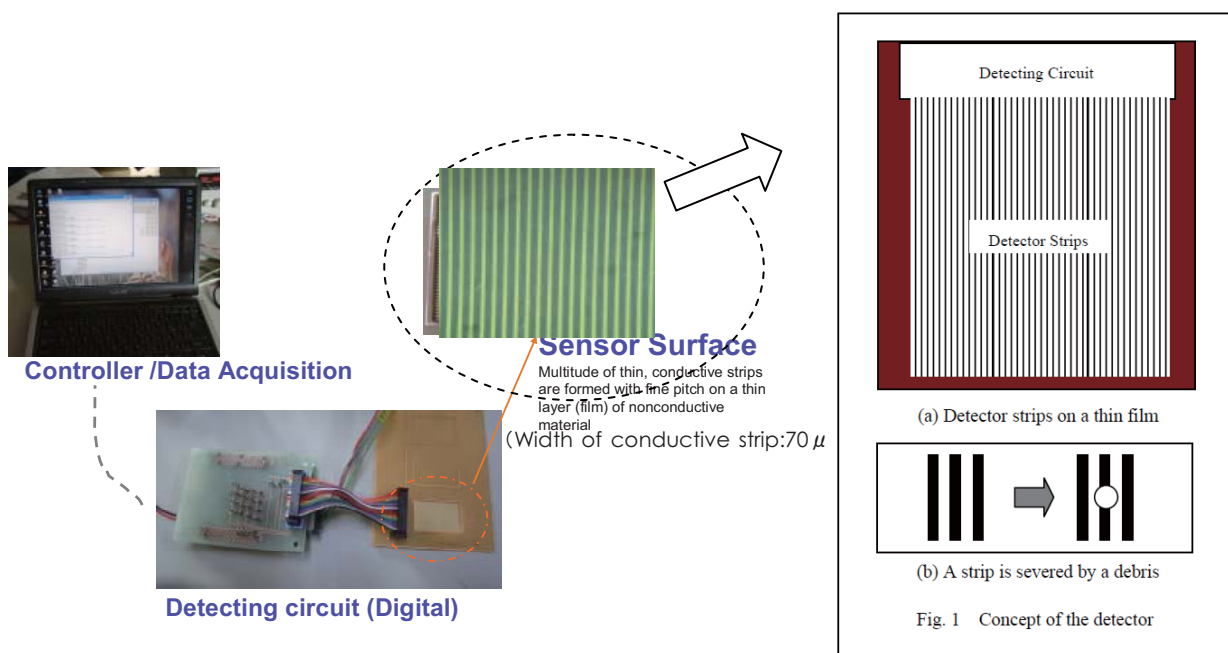 Controller /Data Acquisition
Sensor Surface
Multitude of thin, conductive strips
are formed with fine pitch on a thin
layer (film) of nonconductive
material
(Width of conductive strip:70μ
Detecting circuit (Digital)
Detecting Circuit
Detector Strips
(a) Detector strips on a thin film
(b) A strip is severed by a debris
Fig. 1 Concept of the detector